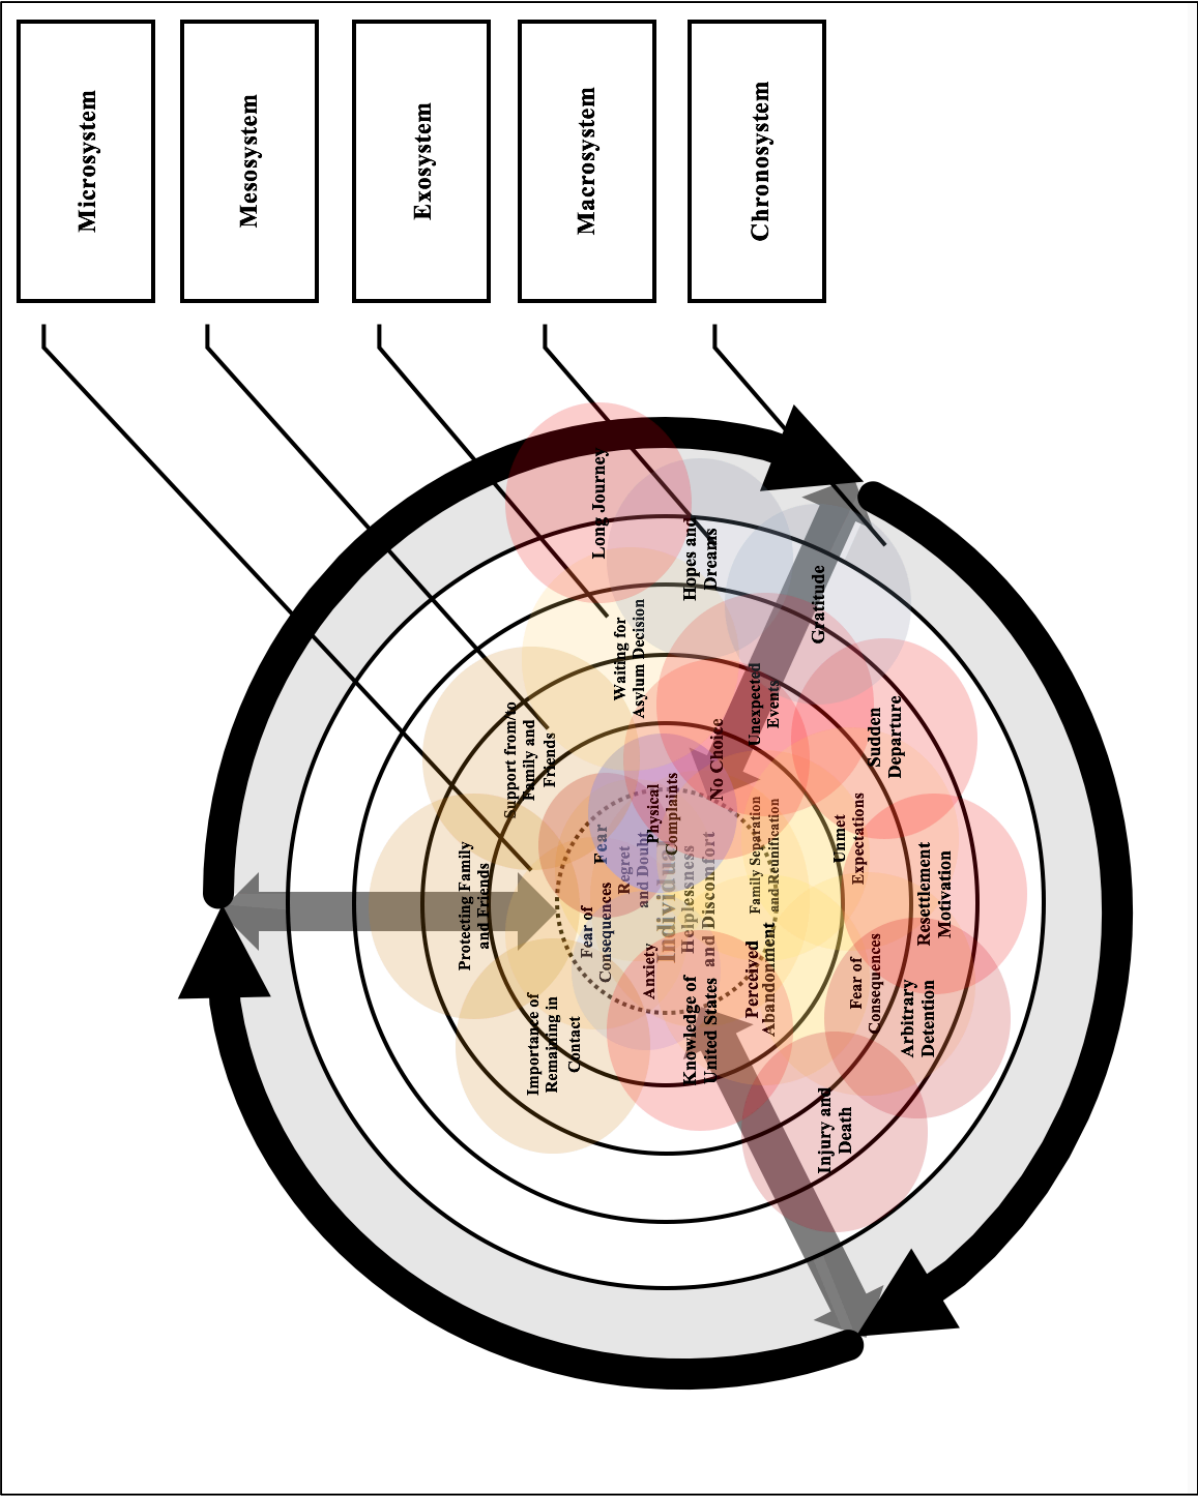 Microsystem
Mesosystem
Exosystem
Macrosystem
Chronosystem
Long Journey
Hopes and
Dreams
Gratitude
Waiting for
Asylum Decision
Support from/to
Family and
Friends
Unexpected
Events
No Choice
Sudden
Departure
Physical
Complaints
Fear
Regret
and Doubt
Individual
Helplessness
and Discomfort
Family Separation
and Reunification
Unmet
Expectations
Protecting Family
and Friends
Fear of
Consequences
Resettlement
Motivation
Anxiety
Perceived
Abandonment
Knowledge of
United States
Fear of
Consequences
Arbitrary
Detention
Importance of
Remaining in
Contact
Injury and
Death